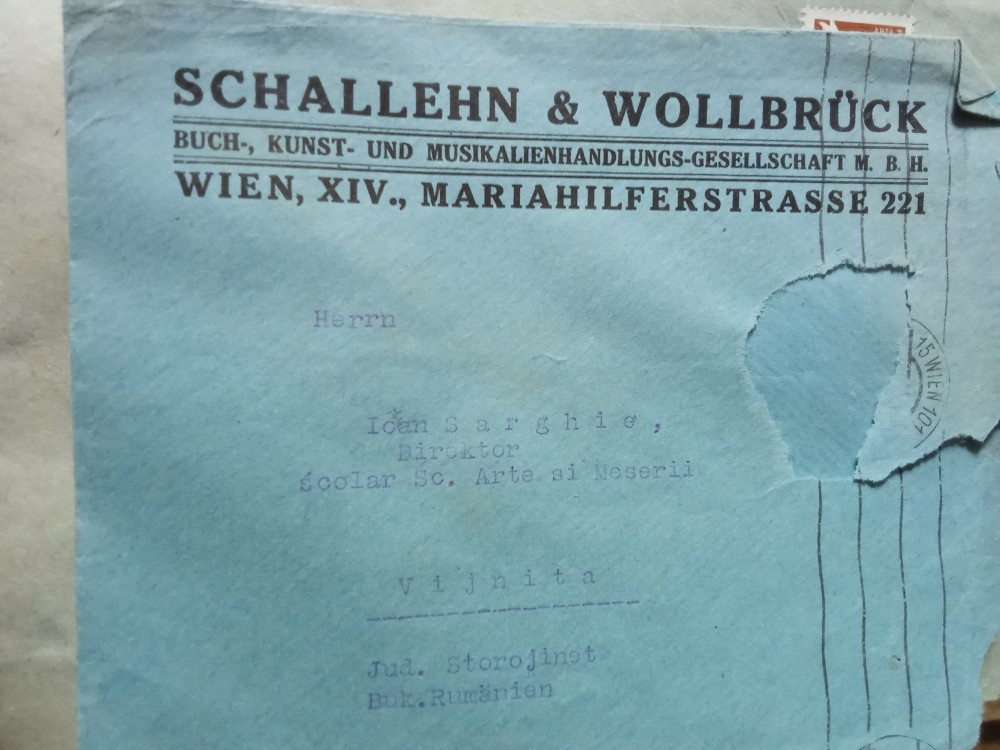 SCHALLEHN & WOLLBRÜCK
BUCH-, KUNST- UND MUSIKALIENHANDLUNGS-GESELLSCHAFT M. B. H.
WIEN, XIV., MARIAHILFERSTRASSE 221
15 WIEN 101
Herrn
Ioan Sarghie,
Direktor
școlar Sc. Arte si Meserii
Vijnita
Jud. Storojinet
Buk.Rumänien